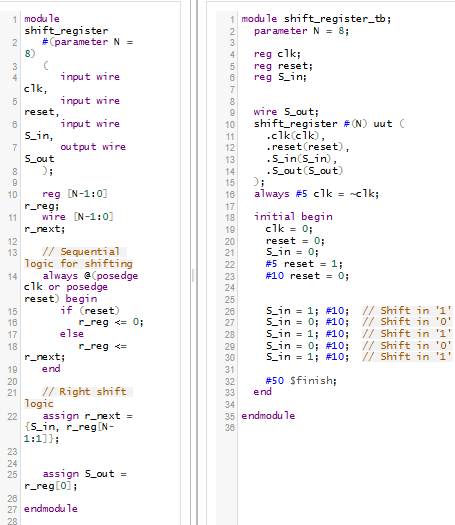 1 module
shift_register
2 #(parameter N =
8)
3 (
4 input wire
clk,
5 input wire
reset,
6 input wire
S_in,
7 output wire
S_out
8 );
9
10 reg [N-1:0]
r_reg;
11 wire [N-1:0]
r_next;
12
13 // Sequential
logic for shifting
14 always @(posedge
clk or posedge
reset) begin
15 if (reset)
16 r_reg <= 0;
17 else
18 r_reg <=
r_next;
19 end
20
21 // Right shift
logic
22 assign r_next =
{S_in, r_reg[N-
1:1]};
23
24
25 assign S_out =
r_reg[0];
26
27 endmodule
28
1 module shift_register_tb;
2 parameter N = 8;
3
4 reg clk;
5 reg reset;
6 reg S_in;
7
8
9 wire S_out;
10 shift_register #(N) uut (
11 .clk(clk),
12 .reset(reset),
13 .S_in(S_in),
14 .S_out(S_out)
15 );
16 always #5 clk = ~clk;
17
18 initial begin
19 clk = 0;
20 reset = 0;
21 S_in = 0;
22 #5 reset = 1;
23 #10 reset = 0;
24
25
26 S_in = 1; #10; // Shift in '1'
27 S_in = 0; #10; // Shift in '0'
28 S_in = 1; #10; // Shift in '1'
29 S_in = 0; #10; // Shift in '0'
30 S_in = 1; #10; // Shift in '1'
31
32 #50 $finish;
33 end
34
35 endmodule
36